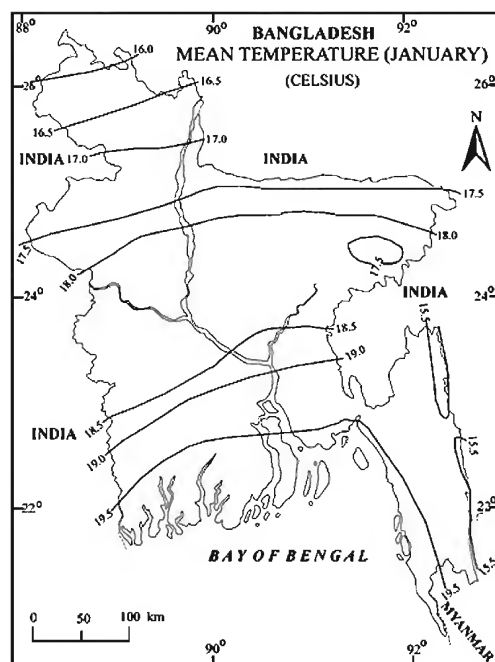 88 90 92
BANGLADESH
MEAN TEMPERATURE (JANUARY)
(CELSIUS)
16.0
26° 26°
16.5
16.5
N
INDIA 17.0 17.0 INDIA
17.5
17.5
18.0
18.0
17.5
24° INDIA 24°
15.5
18.5
19.0
INDIA
18.5
19.0
15.5
19.5
22° 23°
BAY OF BENGAL
15.5
19.5
MYANMAR
0 50 100 km
90° 92°